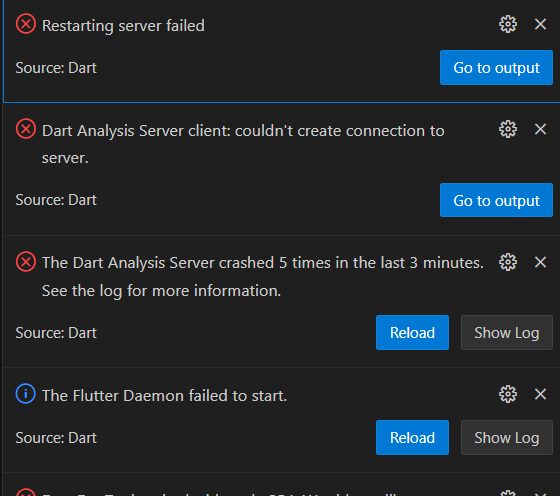 Restarting server failed
Source: Dart
Go to output
Dart Analysis Server client: couldn't create connection to
server.
Source: Dart
Go to output
The Dart Analysis Server crashed 5 times in the last 3 minutes.
See the log for more information.
Source: Dart
Reload
Show Log
The Flutter Daemon failed to start.
Source: Dart
Reload
Show Log